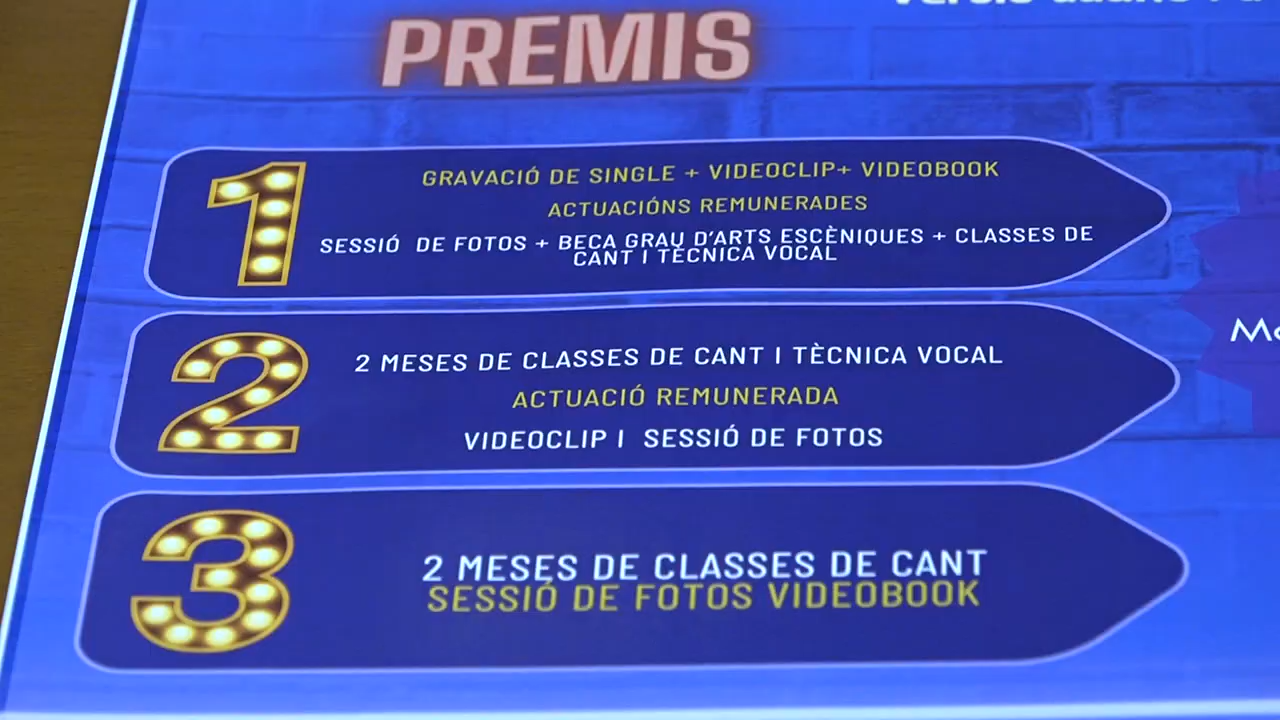 PREMIS
1
GRAVACIÓ DE SINGLE + VIDEOCLIP+ VIDEOBOOK
ACTUACIÓNS REMUNERADES
SESSIÓ DE FOTOS + BECA GRAU D'ARTS ESCÈNIQUES + CLASSES DE
CANT I TÈCNICA VOCAL
2
2 MESES DE CLASSES DE CANT I TÈCNICA VOCAL
ACTUACIÓ REMUNERADA
VIDEOCLIP I SESSIÓ DE FOTOS
3
2 MESES DE CLASSES DE CANT
SESSIÓ DE FOTOS VIDEOBOOK